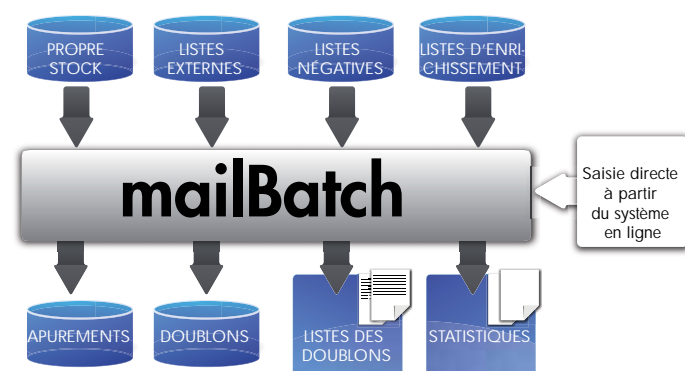 PROPRE
STOCK
LISTES
EXTERNES
LISTES
NÉGATIVES
LISTES D'ENRI-
CHISSEMENT
mailBatch
Saisie directe
à partir
du système
en ligne
APUREMENTS
DOUBLONS
LISTES DES
DOUBLONS
STATISTIQUES